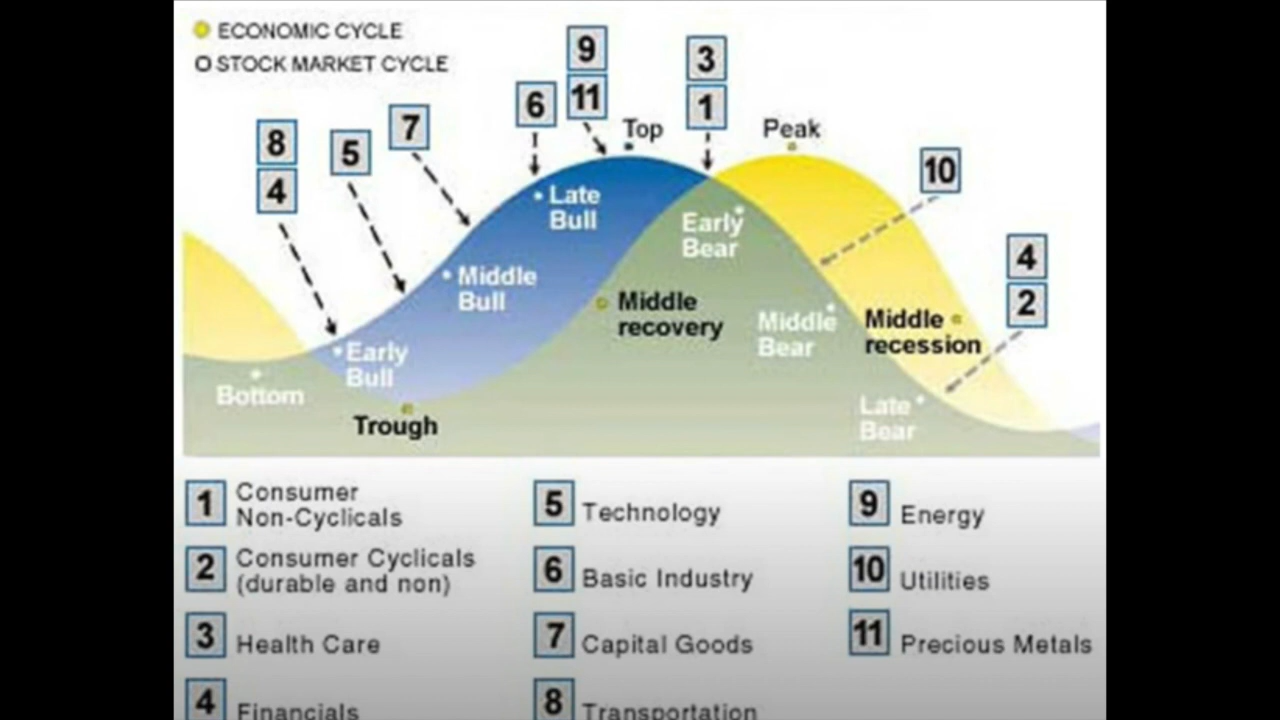 ECONOMIC CYCLE
STOCK MARKET CYCLE
9
11
3
1
6
7
8
4
5
Top
Peak
10
4
2
Late
Bull
Early
Bear
Middle
Bull
Middle
recovery
Middle
Bear
Middle
recession
Early
Bull
Bottom
Trough
Late
Bear
1 Consumer
Non-Cyclicals
2 Consumer Cyclicals
(durable and non)
3 Health Care
4 Financials
5 Technology
6 Basic Industry
7 Capital Goods
8 Transportation
9 Energy
10 Utilities
11 Precious Metals